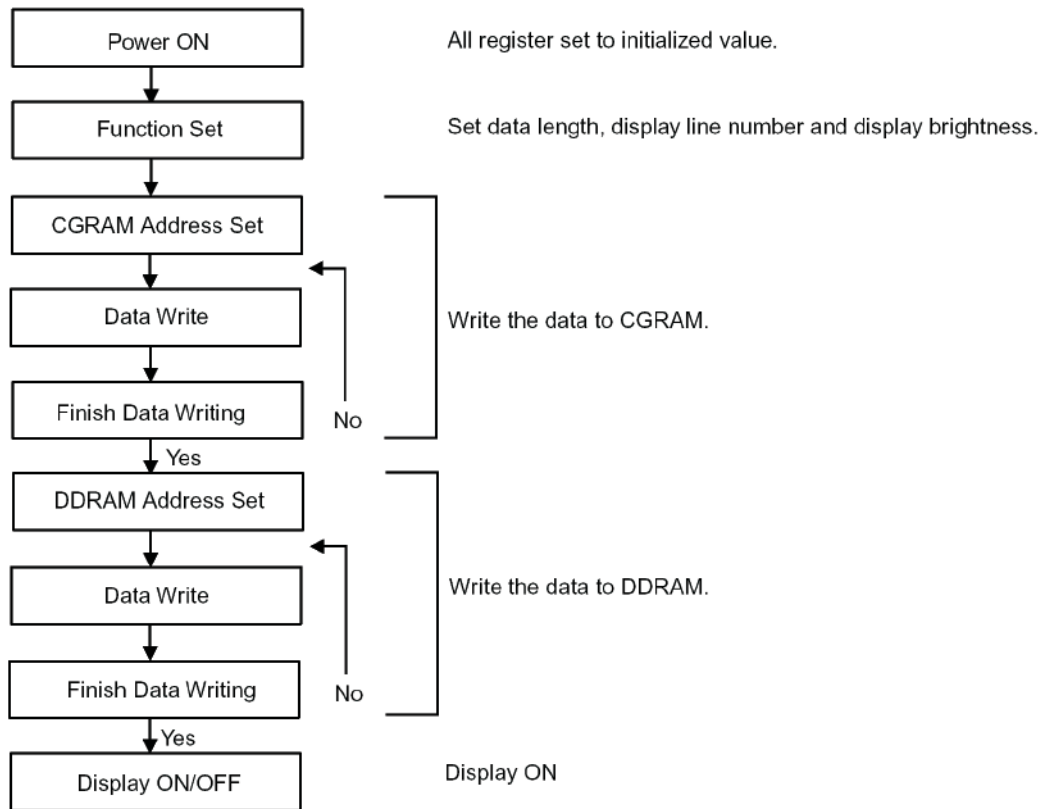 Power ON
All register set to initialized value.
Function Set
Set data length, display line number and display brightness.
CGRAM Address Set
Data Write
Write the data to CGRAM.
Finish Data Writing
No
Yes
DDRAM Address Set
Data Write
Write the data to DDRAM.
Finish Data Writing
No
Yes
Display ON/OFF
Display ON